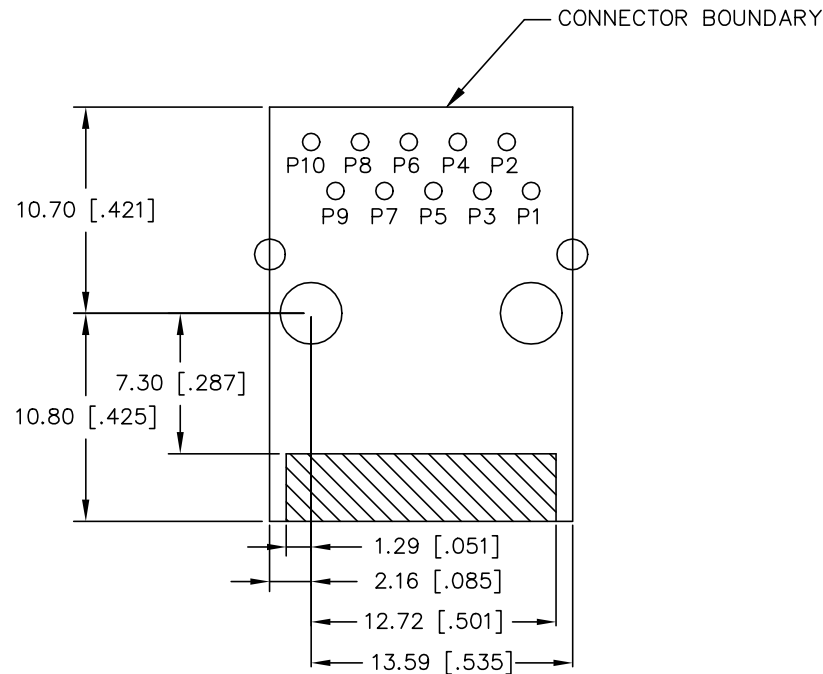 CONNECTOR BOUNDARY
P10 P8 P6 P4 P2
P9 P7 P5 P3 P1
10.70 [.421]
7.30 [.287]
10.80 [.425]
1.29 [.051]
2.16 [.085]
12.72 [.501]
13.59 [.535]